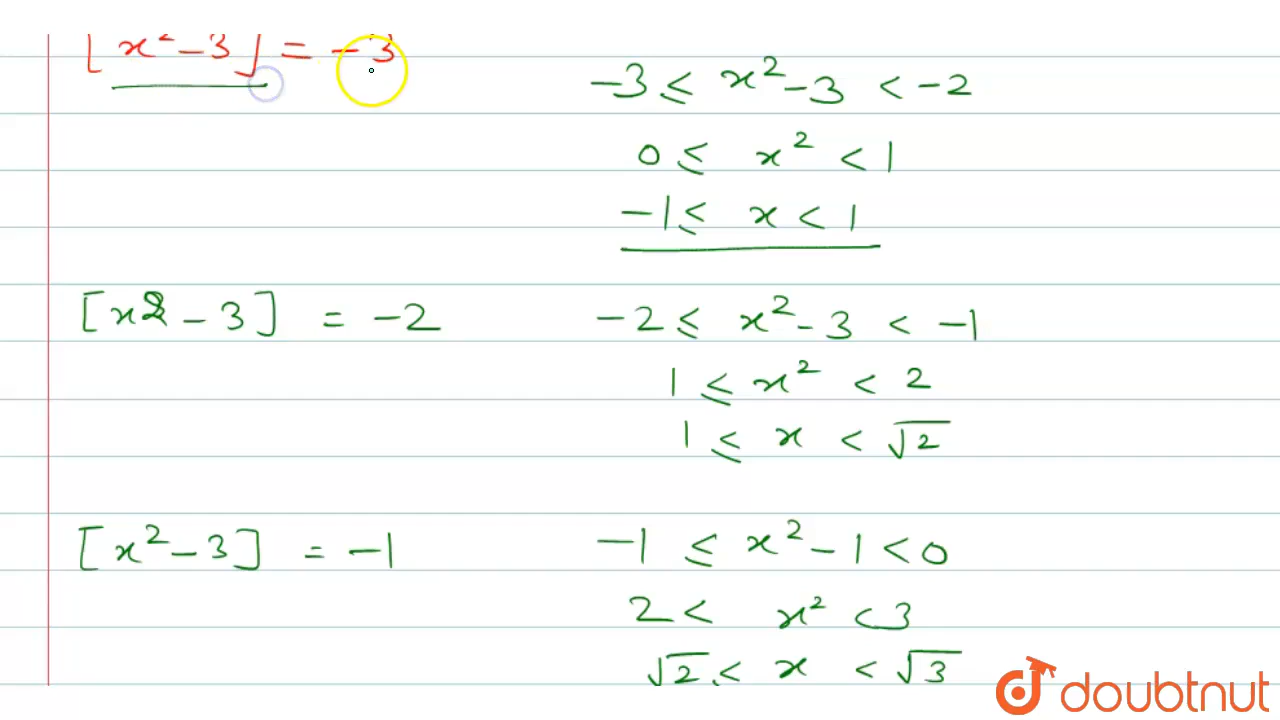 [x²-3] = -3
-3 ≤ x²-3 < -2
0 ≤ x² < 1
-1 ≤ x < 1
[x2-3] = -2
-2 ≤ x²-3 < -1
1 ≤ x² < 2
1 ≤ x < √2
[x²-3] = -1
-1 ≤ x²-1 < 0
2 < x² < 3
√2 ≤ x < √3
doubtnut